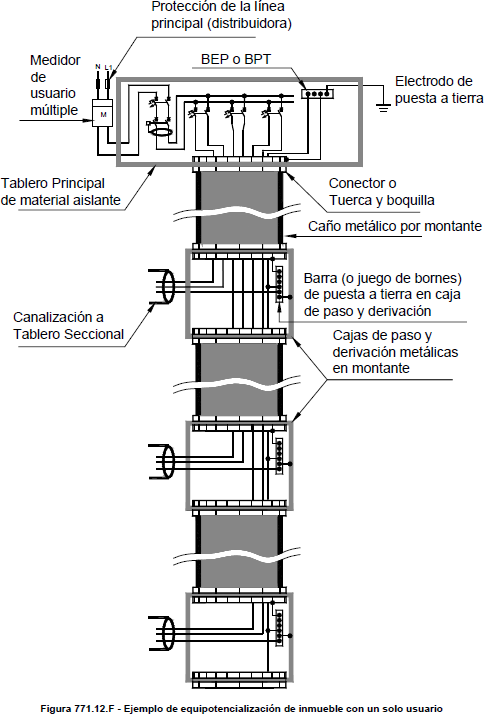 Protección de la línea
principal (distribuidora)
Medidor
de
usuario
múltiple
N L1
M
BEP o BPT
Electrodo de
puesta a tierra
Tablero Principal
de material aislante
Conector o
Tuerca y boquilla
Caño metálico por montante
Barra (o juego de bornes)
de puesta a tierra en caja
de paso y derivación
Canalización a
Tablero Seccional
Cajas de paso y
derivación metálicas
en montante
Figura 771.12.F - Ejemplo de equipotencialización de inmueble con un solo usuario